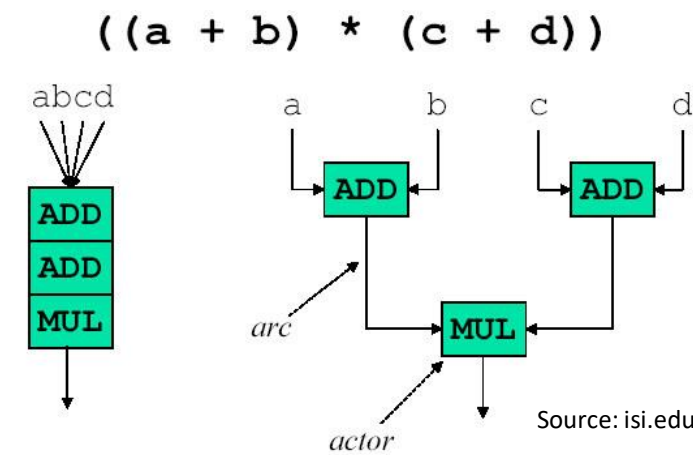 ((a + b) * (c + d))
abcd
ADD
ADD
MUL
a b c d
ADD ADD
arc
MUL
actor
Source: isi.edu